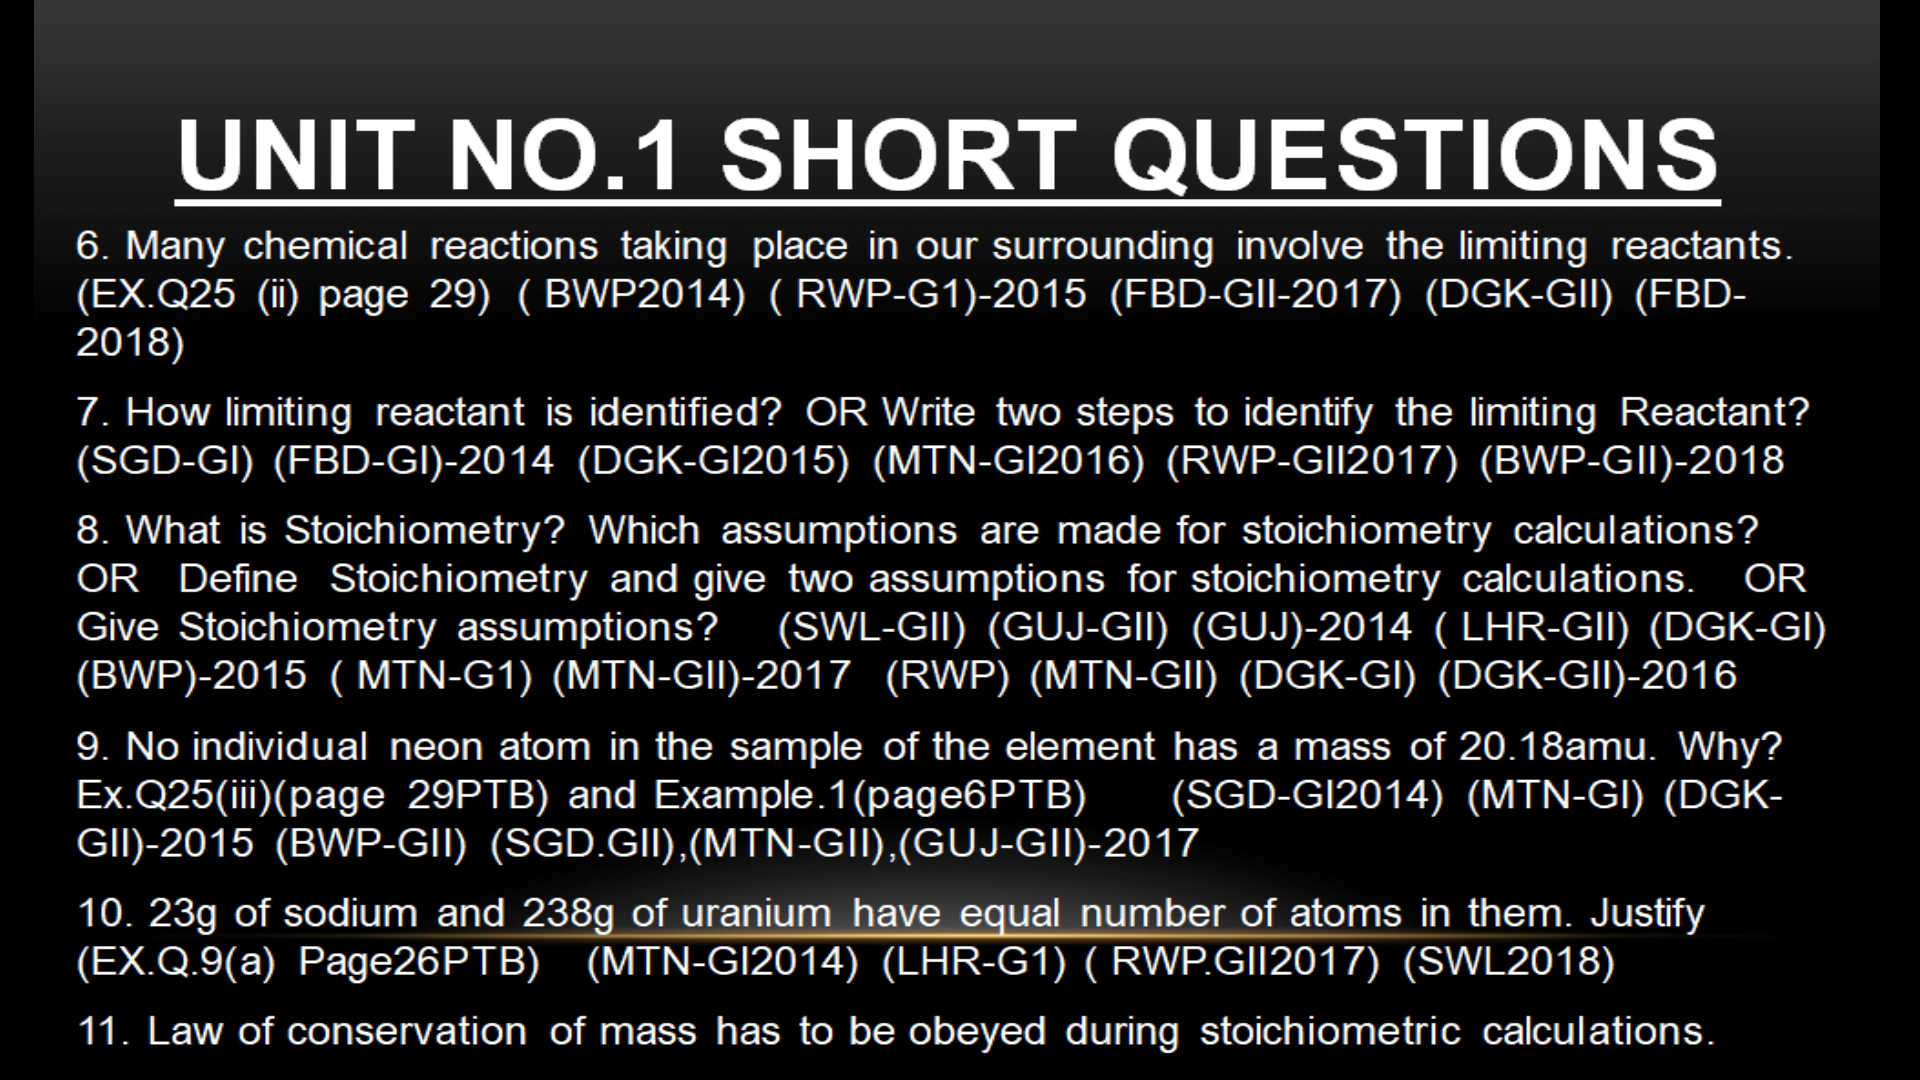 UNIT NO.1 SHORT QUESTIONS
6. Many chemical reactions taking place in our surrounding involve the limiting reactants.
(EX.Q25 (ii) page 29) ( BWP2014) ( RWP-G1)-2015 (FBD-GII-2017) (DGK-GII) (FBD-
2018)
7. How limiting reactant is identified? OR Write two steps to identify the limiting Reactant?
(SGD-GI) (FBD-GI)-2014 (DGK-GI2015) (MTN-GI2016) (RWP-GII2017) (BWP-GII)-2018
8. What is Stoichiometry? Which assumptions are made for stoichiometry calculations?
OR Define Stoichiometry and give two assumptions for stoichiometry calculations. OR
Give Stoichiometry assumptions? (SWL-GII) (GUJ-GII) (GUJ)-2014 ( LHR-GII) (DGK-GI)
(BWP)-2015 ( MTN-G1) (MTN-GII)-2017 (RWP) (MTN-GII) (DGK-GI) (DGK-GII)-2016
9. No individual neon atom in the sample of the element has a mass of 20.18amu. Why?
Ex.Q25(iii)(page 29PTB) and Example.1(page6PTB) (SGD-GI2014) (MTN-GI) (DGK-
GII)-2015 (BWP-GII) (SGD.GII),(MTN-GII),(GUJ-GII)-2017
10. 23g of sodium and 238g of uranium have equal number of atoms in them. Justify
(EX.Q.9(a) Page26PTB) (MTN-GI2014) (LHR-G1) ( RWP.GII2017) (SWL2018)
11. Law of conservation of mass has to be obeyed during stoichiometric calculations.